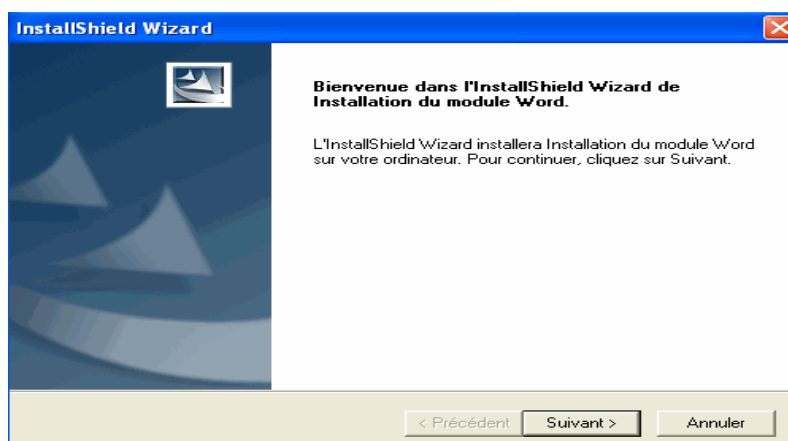 InstallShield Wizard
Bienvenue dans l'InstallShield Wizard de
Installation du module Word.
L'InstallShield Wizard installera Installation du module Word
sur votre ordinateur. Pour continuer, cliquez sur Suivant.
< Précédent Suivant > Annuler